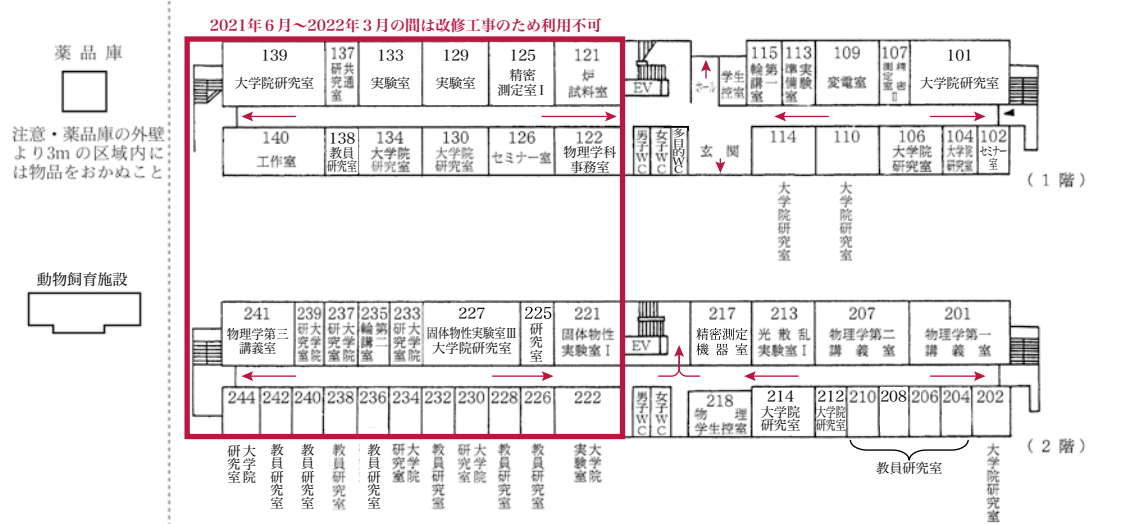 2021年６月～2022年３月の間は改修工事のため利用不可
薬品庫
注意・薬品庫の外壁
より3mの区域内に
は物品をおかぬこと
動物飼育施設
139
大学院研究室
137
共通
研究室
133
実験室
129
実験室
125
精密
測定室Ⅰ
121
炉
試料室
EV
ホール
学生
控室
115
第一
輪講室
113
実験
準備室
109
変電室
107
精密
測定室Ⅱ
101
大学院研究室
140
工作室
138
教員
研究室
134
大学院
研究室
130
大学院
研究室
126
セミナー室
122
物理学科
事務室
男子WC
女子WC
多目的WC
玄関
114
大学院研究室
110
大学院研究室
106
大学院
研究室
104
大学院
研究室
102
セミナー
室
（１階）
241
物理学第三
講義室
239
大学院
研究室
237
大学院
研究室
235
第二
輪講室
233
大学院
研究室
227
固体物性実験室Ⅲ
大学院研究室
225
研究室
221
固体物性
実験室Ⅰ
EV
217
精密測定
機器室
213
光散乱
実験室Ⅰ
207
物理学第二
講義室
201
物理学第一
講義室
244
大学院
研究室
242
教員研究室
240
教員研究室
238
教員研究室
236
教員研究室
234
大学院
研究室
232
教員研究室
230
大学院
研究室
228
教員研究室
226
教員研究室
222
大学院
実験室
男子WC
女子WC
218
物理
学生控室
214
大学院
研究室
212
大学院
研究室
210
208
206
204
教員研究室
202
大学院研究室
（２階）